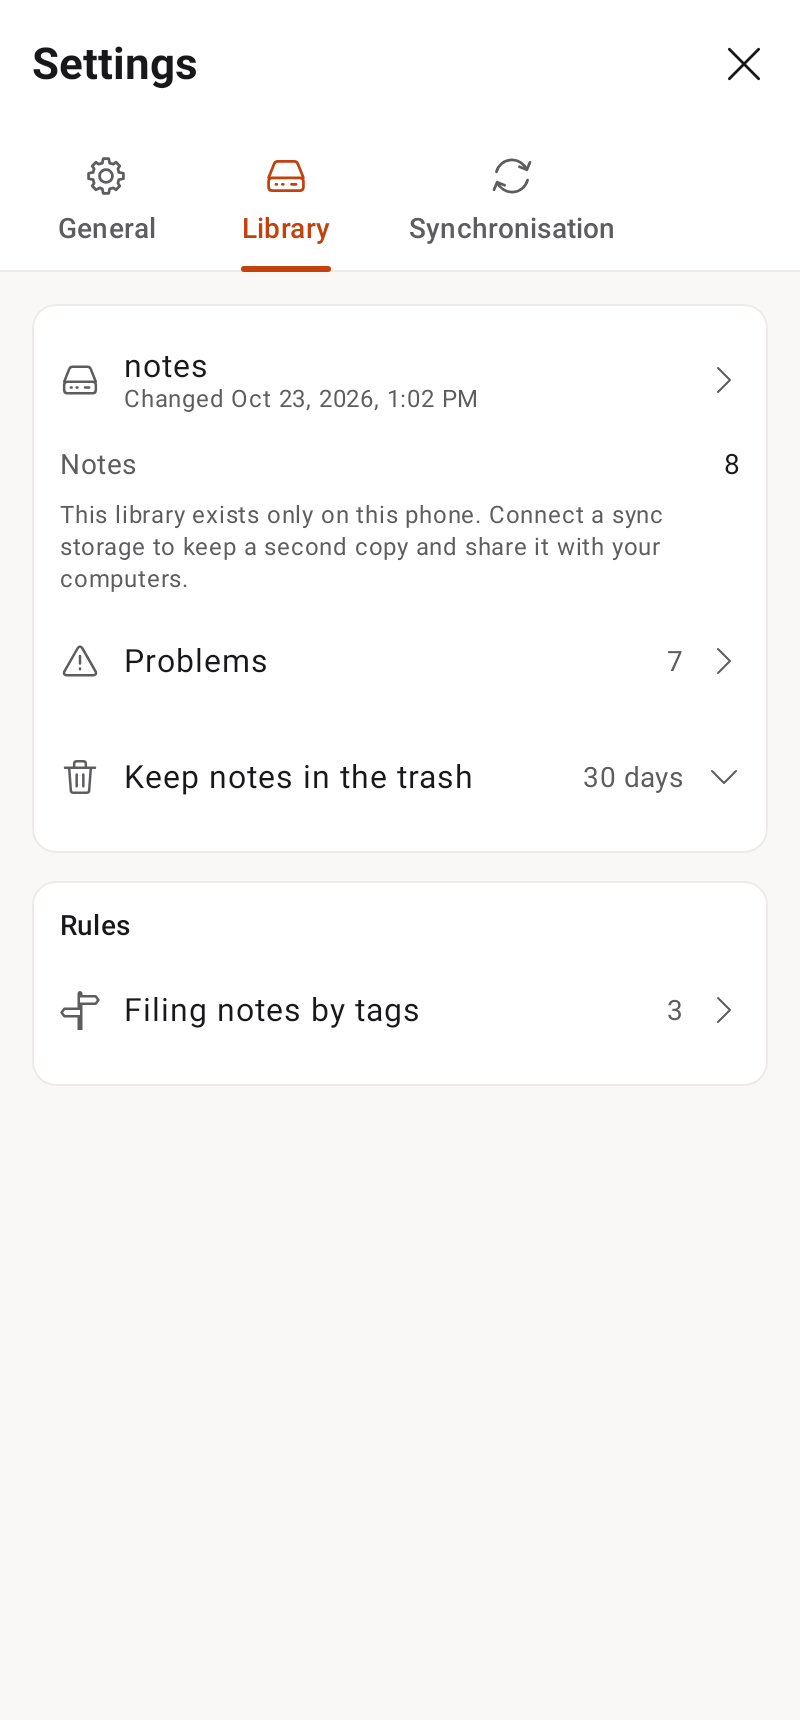 Settings
General
Library
Synchronisation
notes
Changed Oct 23, 2026, 1:02 PM
Notes 8
This library exists only on this phone. Connect a sync
storage to keep a second copy and share it with your
computers.
Problems 7
Keep notes in the trash 30 days
Rules
Filing notes by tags 3